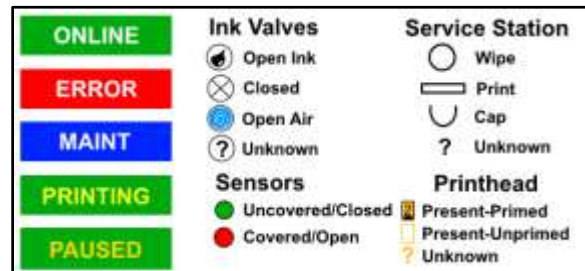 ONLINE
ERROR
MAINT
PRINTING
PAUSED
Ink Valves
Open Ink
Closed
Open Air
? Unknown
Sensors
Uncovered/Closed
Covered/Open
Service Station
Wipe
Print
Cap
? Unknown
Printhead
Present-Primed
Present-Unprimed
? Unknown